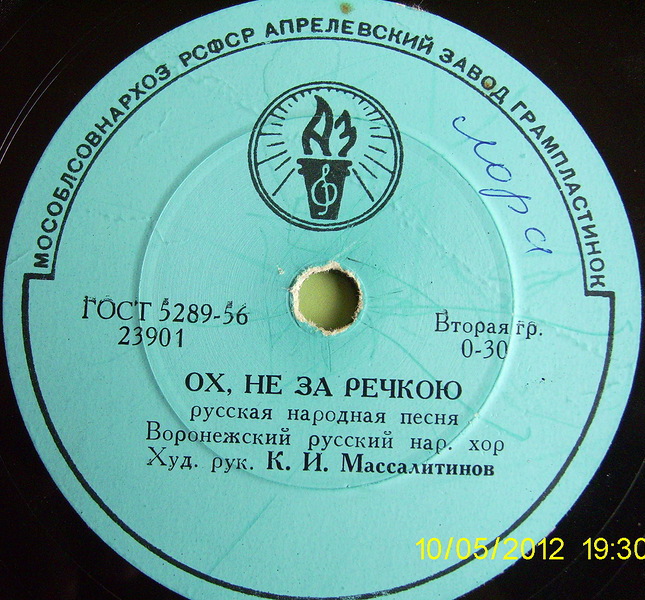 МОСОБЛСОВНАРХОЗ РСФСР АПРЕЛЕВСКИЙ ЗАВОД ГРАМПЛАСТИНОК
АЗ
лора
ГОСТ 5289-56
23901
Вторая гр.
0-30
ОХ, НЕ ЗА РЕЧКОЮ
русская народная песня
Воронежский русский нар. хор
Худ. рук. К. И. Массалитинов
10/05/2012 19:30